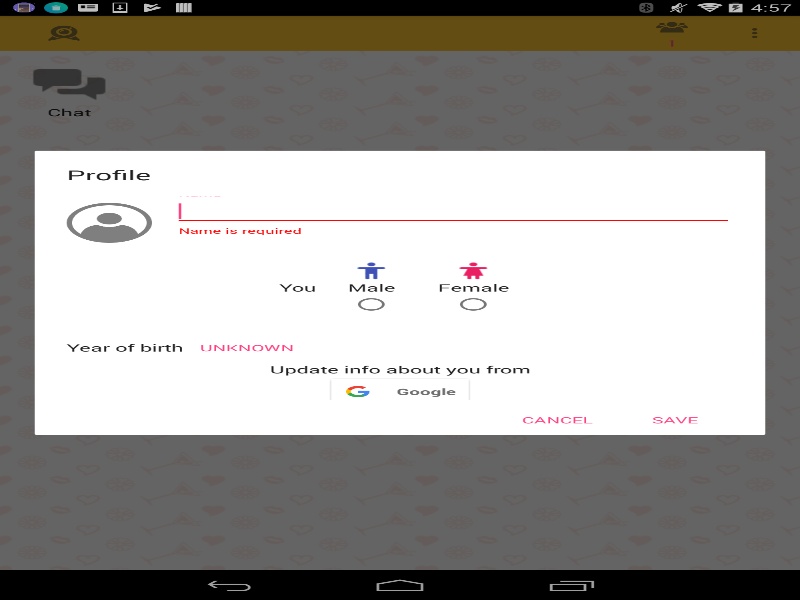 4:57
Chat
Profile
Name is required
You Male Female
Year of birth UNKNOWN
Update info about you from
Google
CANCEL SAVE